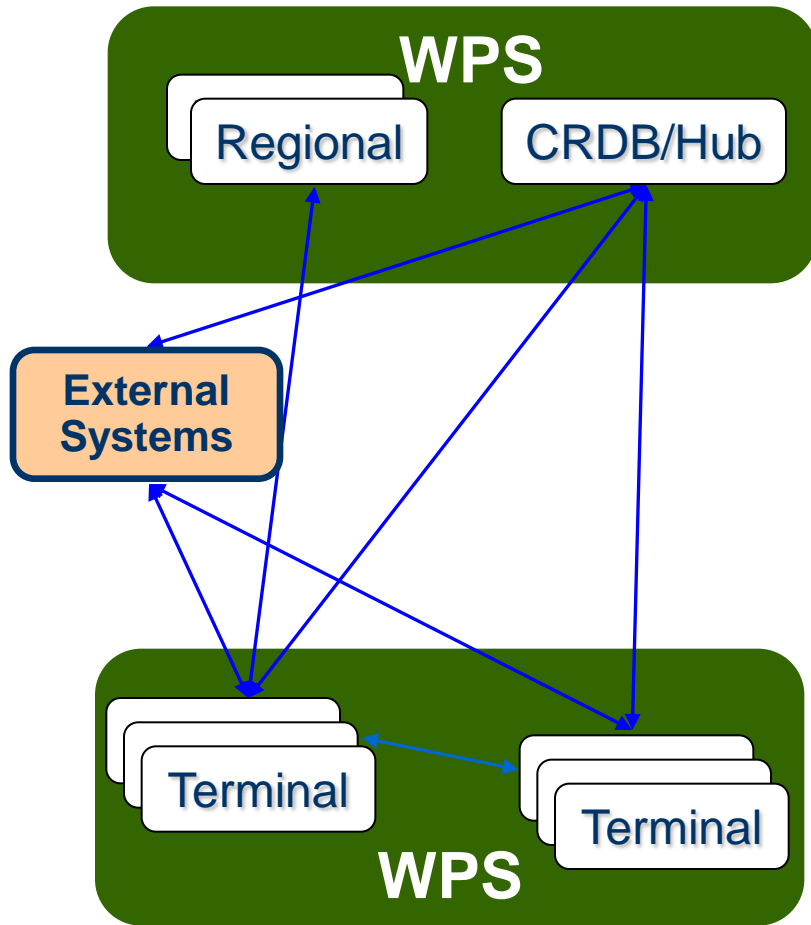 WPS
Regional
CRDB/Hub
External
Systems
Terminal
Terminal
WPS